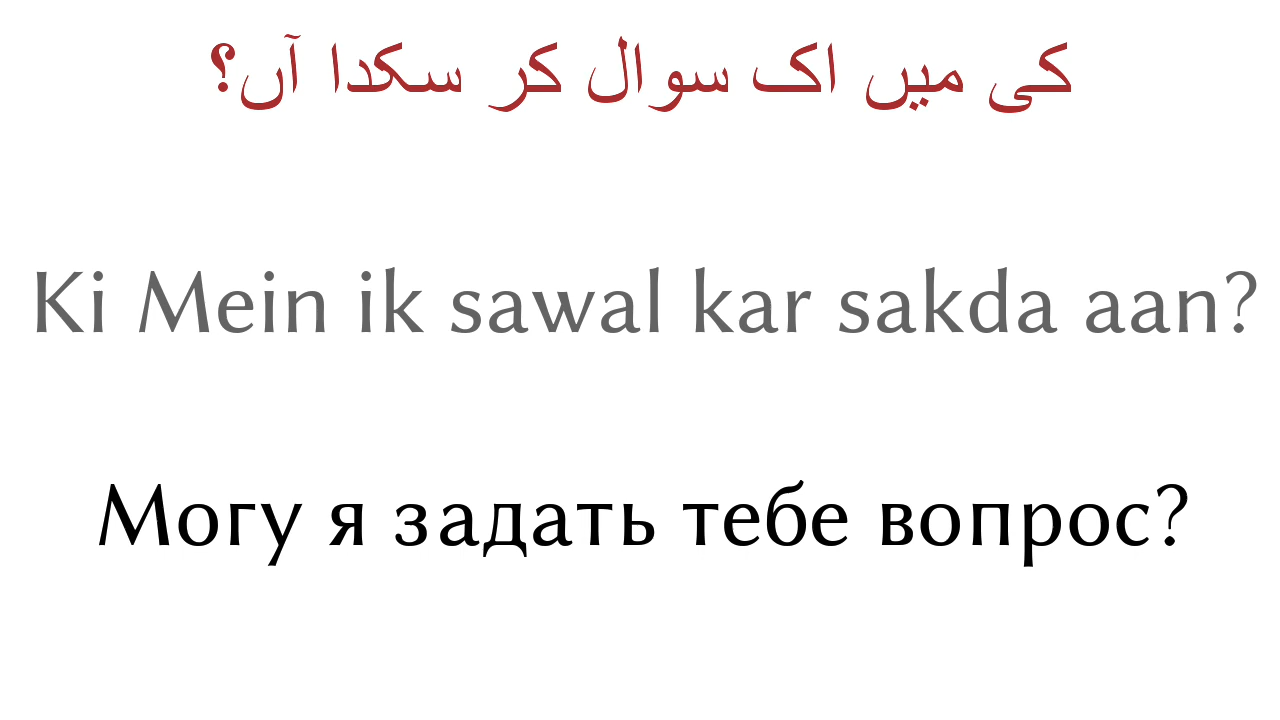 کی میں اک سوال کر سکدا آں؟
Ki Mein ik sawal kar sakda aan?
Могу я задать тебе вопрос?